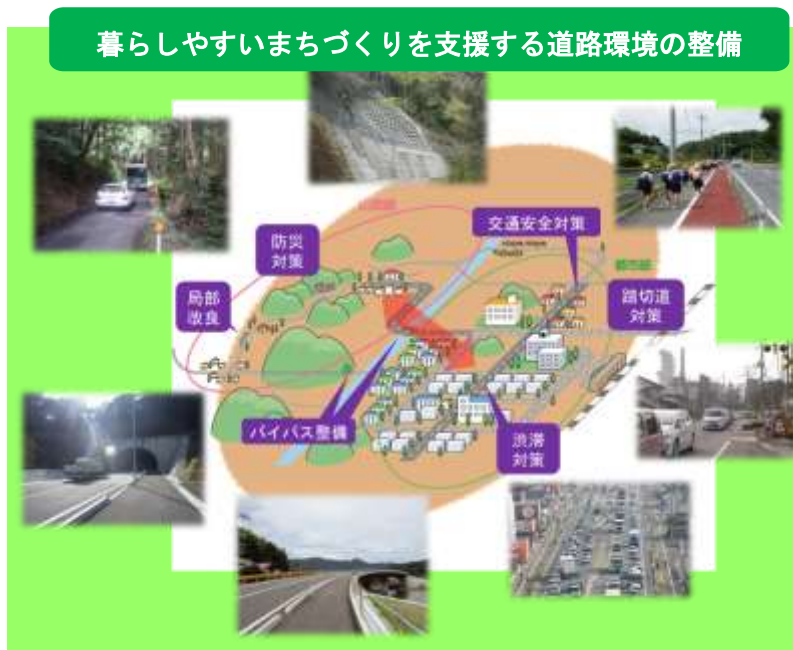 暮らしやすいまちづくりを支援する道路環境の整備
交通安全対策
防災
対策
局部
改良
踏切道
対策
バイパス整備
渋滞
対策